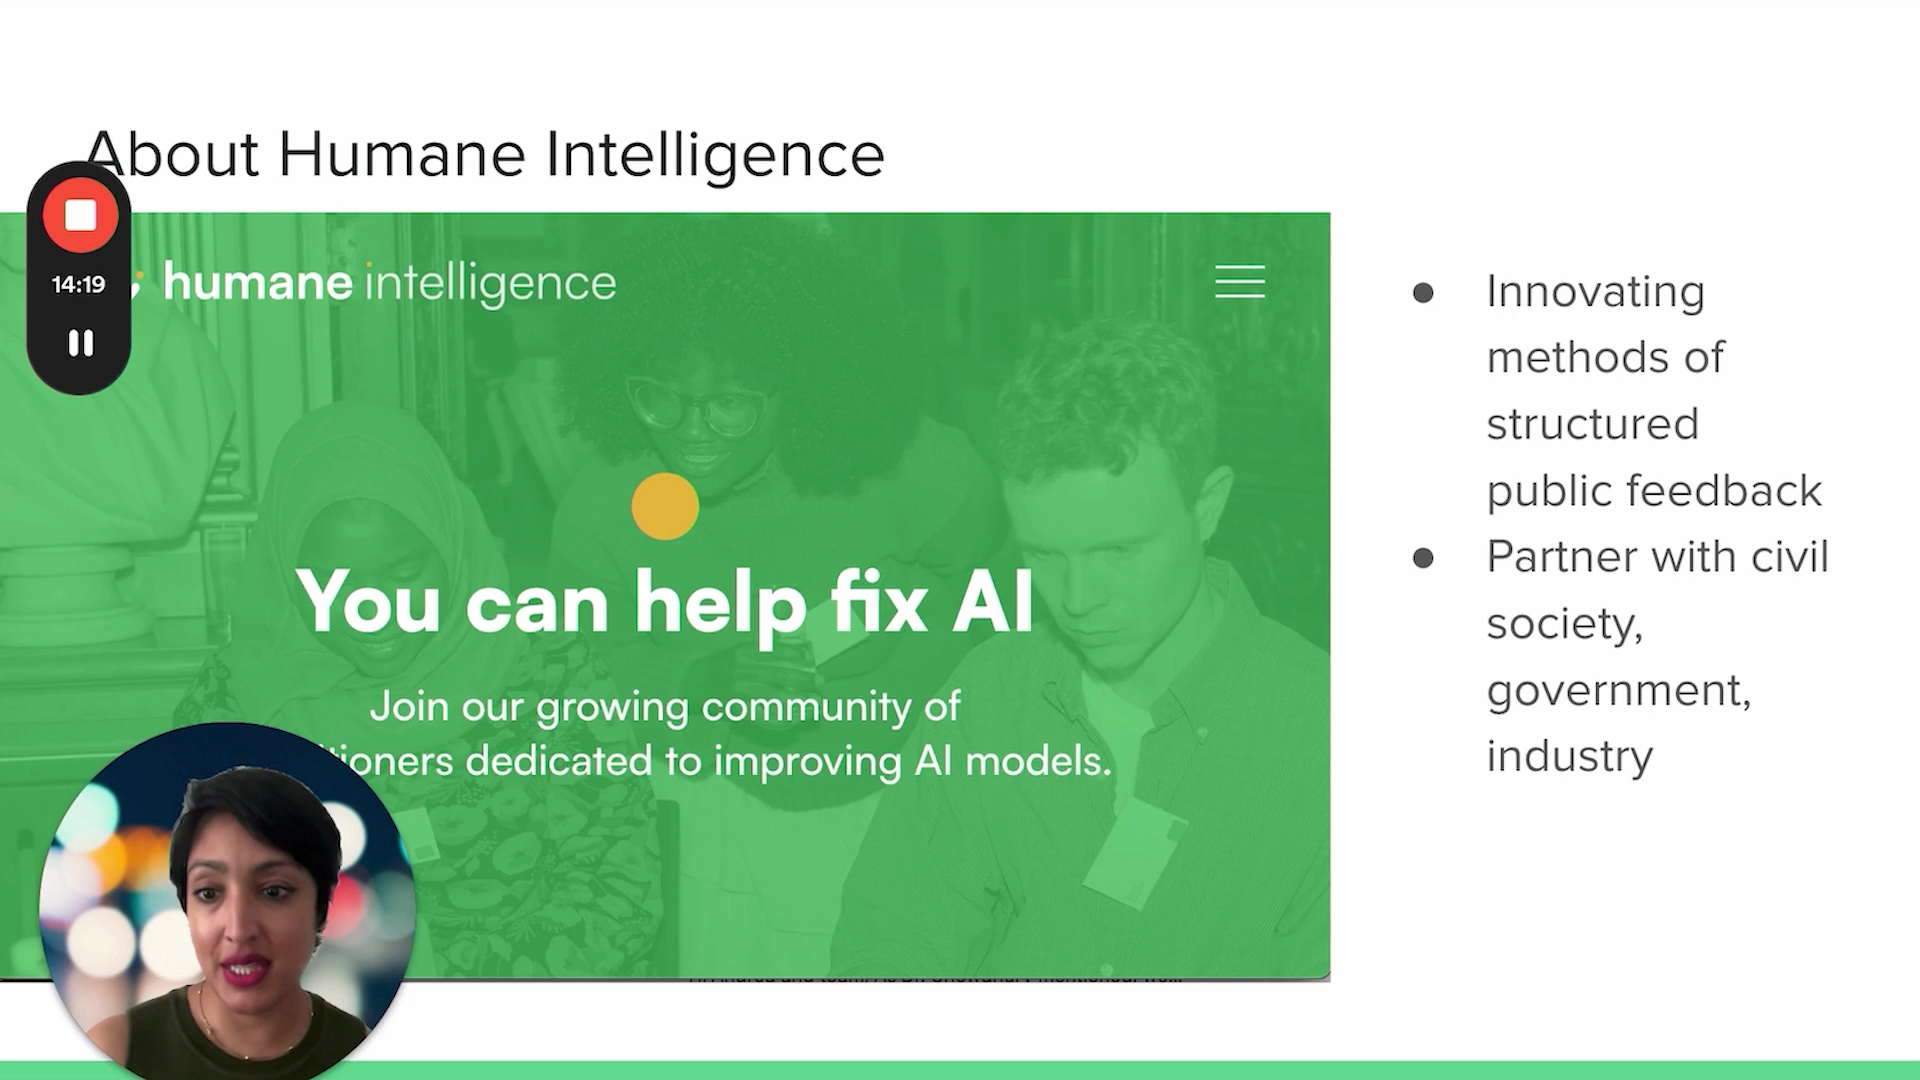 About Humane Intelligence
14:19
humane intelligence
You can help fix AI
Join our growing community of
dedicated to improving AI models.
● Innovating
methods of
structured
public feedback
● Partner with civil
society,
government,
industry